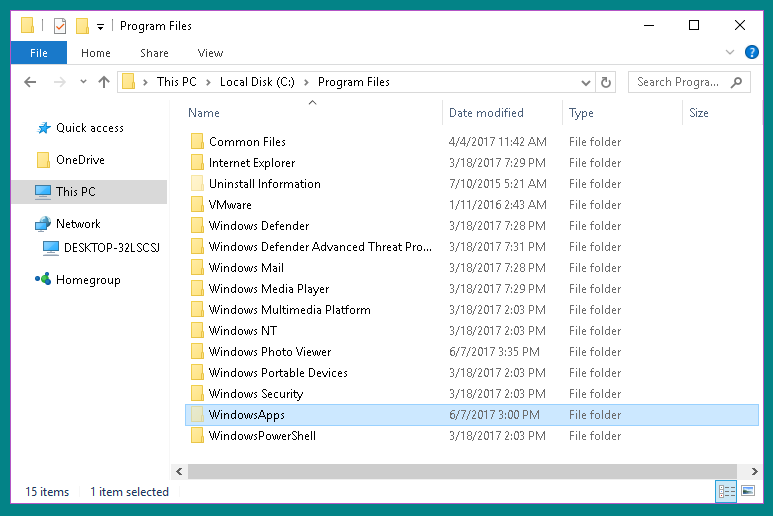 Program Files
File Home Share View
This PC Local Disk (C:) Program Files Search Progra...
Name Date modified Type Size
Quick access
OneDrive
This PC
Network
DESKTOP-32LSCSJ
Homegroup
Common Files 4/4/2017 11:42 AM File folder
Internet Explorer 3/18/2017 7:29 PM File folder
Uninstall Information 7/10/2015 5:21 AM File folder
VMware 1/11/2016 2:43 AM File folder
Windows Defender 3/18/2017 7:28 PM File folder
Windows Defender Advanced Threat Pro... 3/18/2017 7:31 PM File folder
Windows Mail 3/18/2017 7:28 PM File folder
Windows Media Player 3/18/2017 7:29 PM File folder
Windows Multimedia Platform 3/18/2017 2:03 PM File folder
Windows NT 3/18/2017 2:03 PM File folder
Windows Photo Viewer 6/7/2017 3:35 PM File folder
Windows Portable Devices 3/18/2017 2:03 PM File folder
Windows Security 3/18/2017 2:03 PM File folder
WindowsApps 6/7/2017 3:00 PM File folder
WindowsPowerShell 3/18/2017 2:03 PM File folder
15 items 1 item selected